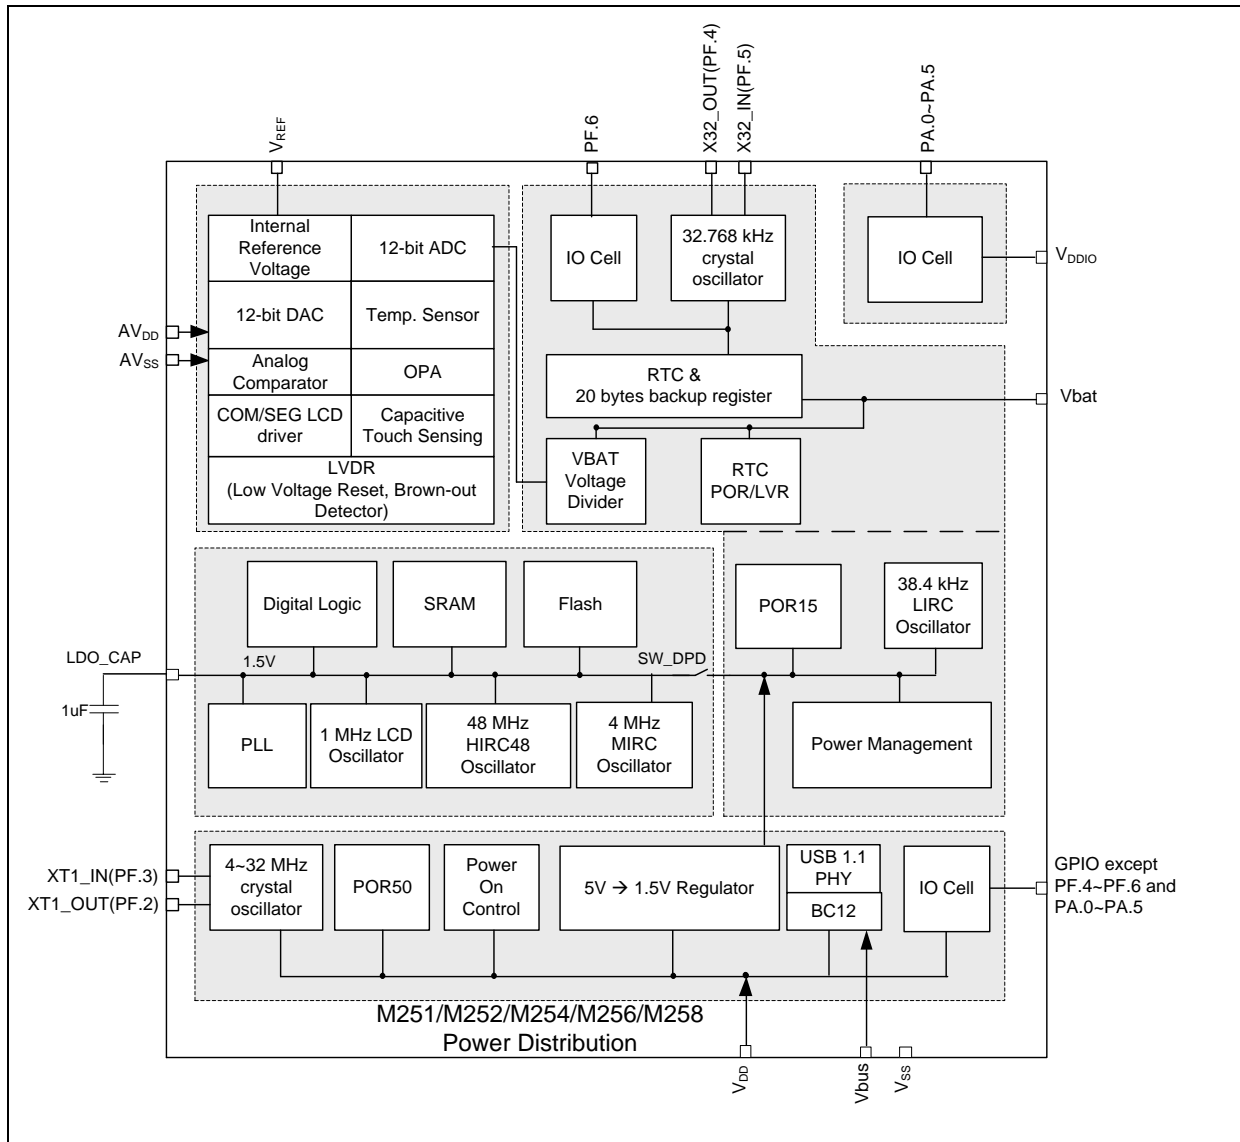 VREF
PF.6
X32_OUT(PF.4)
X32_IN(PF.5)
PA.0~PA.5
Internal
Reference
Voltage
12-bit ADC
IO Cell
32.768 kHz
crystal
oscillator
IO Cell
VDDIO
12-bit DAC
Temp. Sensor
AVDD
AVSS
Analog
Comparator
OPA
RTC &
20 bytes backup register
Vbat
COM/SEG LCD
driver
Capacitive
Touch Sensing
LVDR
(Low Voltage Reset, Brown-out
Detector)
VBAT
Voltage
Divider
RTC
POR/LVR
Digital Logic
SRAM
Flash
POR15
38.4 kHz
LIRC
Oscillator
LDO_CAP
1.5V
SW_DPD
1uF
PLL
1 MHz LCD
Oscillator
48 MHz
HIRC48
Oscillator
4 MHz
MIRC
Oscillator
Power Management
XT1_IN(PF.3)
XT1_OUT(PF.2)
4~32 MHz
crystal
oscillator
POR50
Power
On
Control
5V → 1.5V Regulator
USB 1.1
PHY
BC12
IO Cell
GPIO except
PF.4~PF.6 and
PA.0~PA.5
M251/M252/M254/M256/M258
Power Distribution
VDD
Vbus
VSS